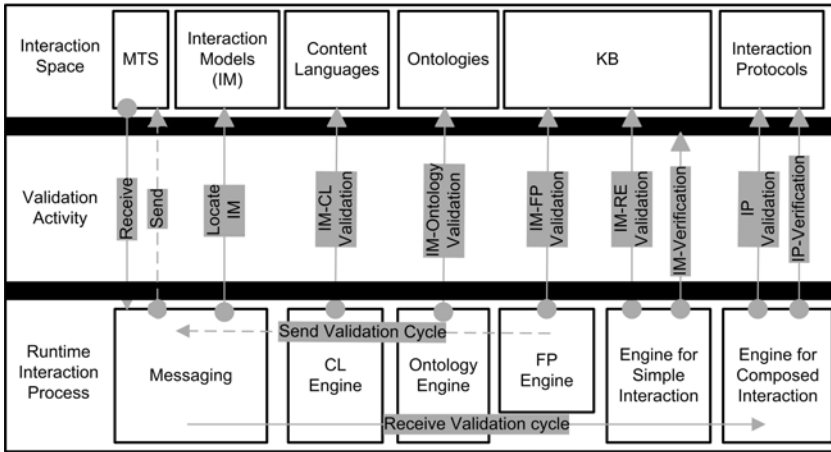 Interaction
Space
MTS
Interaction
Models
(IM)
Content
Languages
Ontologies
KB
Interaction
Protocols
Validation
Activity
Receive
Send
Locate
IM
IM-CL
Validation
IM-Ontology
Validation
IM-FP
Validation
IM-RE
Validation
IM-Verification
IP
Validation
IP-Verification
Runtime
Interaction
Process
Send Validation Cycle
Messaging
CL
Engine
Ontology
Engine
FP
Engine
Engine for
Simple
Interaction
Engine for
Composed
Interaction
Receive Validation cycle